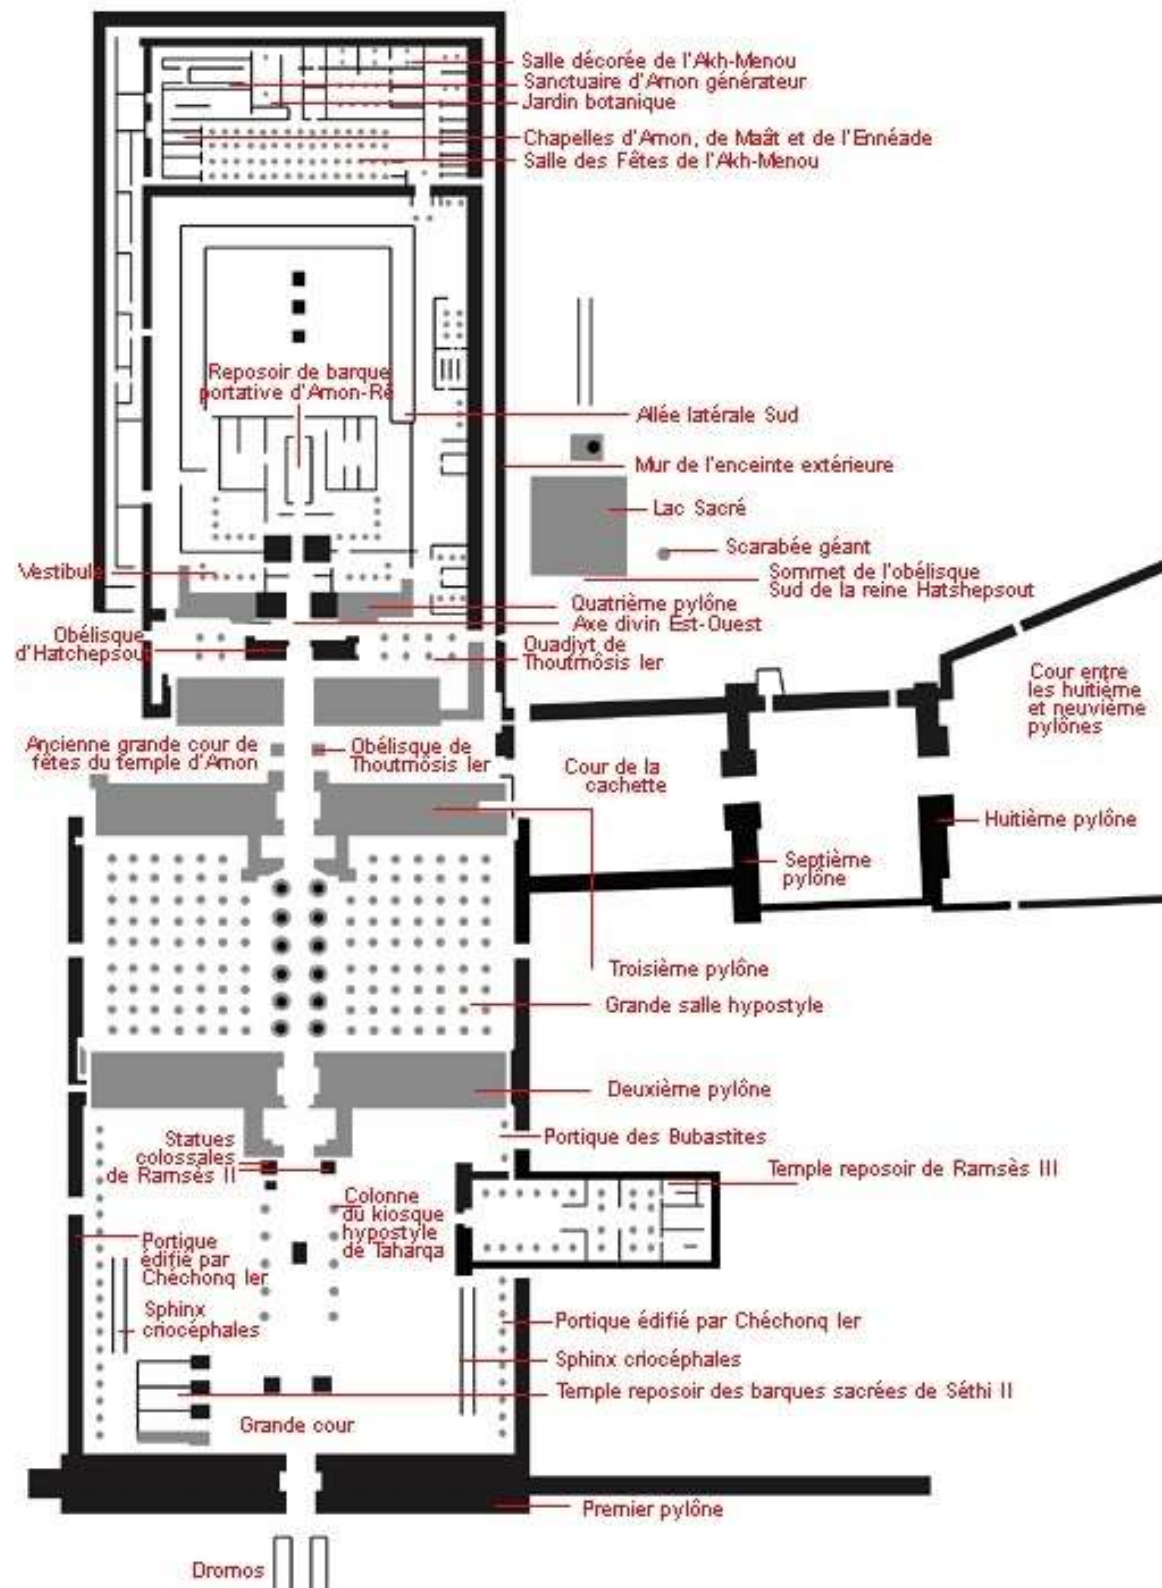 Salle décorée de l'Akh-Menou
Sanctuaire d'Amon générateur
Jardin botanique
Chapelles d'Amon, de Maât et de l'Ennéade
Salle des Fêtes de l'Akh-Menou
Reposoir de barque
portative d'Amon-Rê
Allée latérale Sud
Mur de l'enceinte extérieure
Lac Sacré
Scarabée géant
Sommet de l'obélisque
Sud de la reine Hatshepsout
Vestibule
Quatrième pylône
Axe divin Est-Ouest
Obélisque
d'Hatchepsout
Ouadjyt de
Thoutmôsis Ier
Cour entre
les huitième
et neuvième
pylônes
Ancienne grande cour de
fêtes du temple d'Amon
Obélisque de
Thoutmôsis Ier
Cour de la
cachette
Huitième pylône
Septième
pylône
Troisième pylône
Grande salle hypostyle
Deuxième pylône
Statues
colossales
de Ramsès II
Portique des Bubastites
Temple reposoir de Ramsès III
Colonne
du kiosque
hypostyle
de Taharqa
Portique
édifié par
Chéchonq Ier
Sphinx
criocéphales
Portique édifié par Chéchonq Ier
Sphinx criocéphales
Temple reposoir des barques sacrées de Séthi II
Grande cour
Premier pylône
Dromos